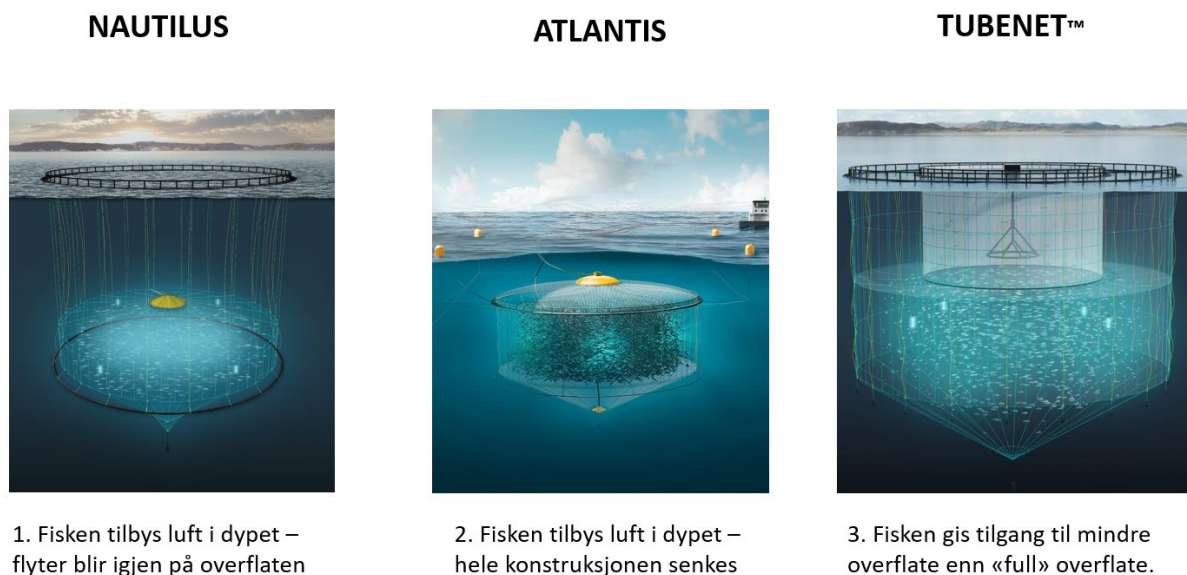 NAUTILUS
ATLANTIS
TUBENET™
1. Fisken tilbys luft i dypet –
flyter blir igjen på overflaten
2. Fisken tilbys luft i dypet –
hele konstruksjonen senkes
3. Fisken gis tilgang til mindre
overflate enn «full» overflate.